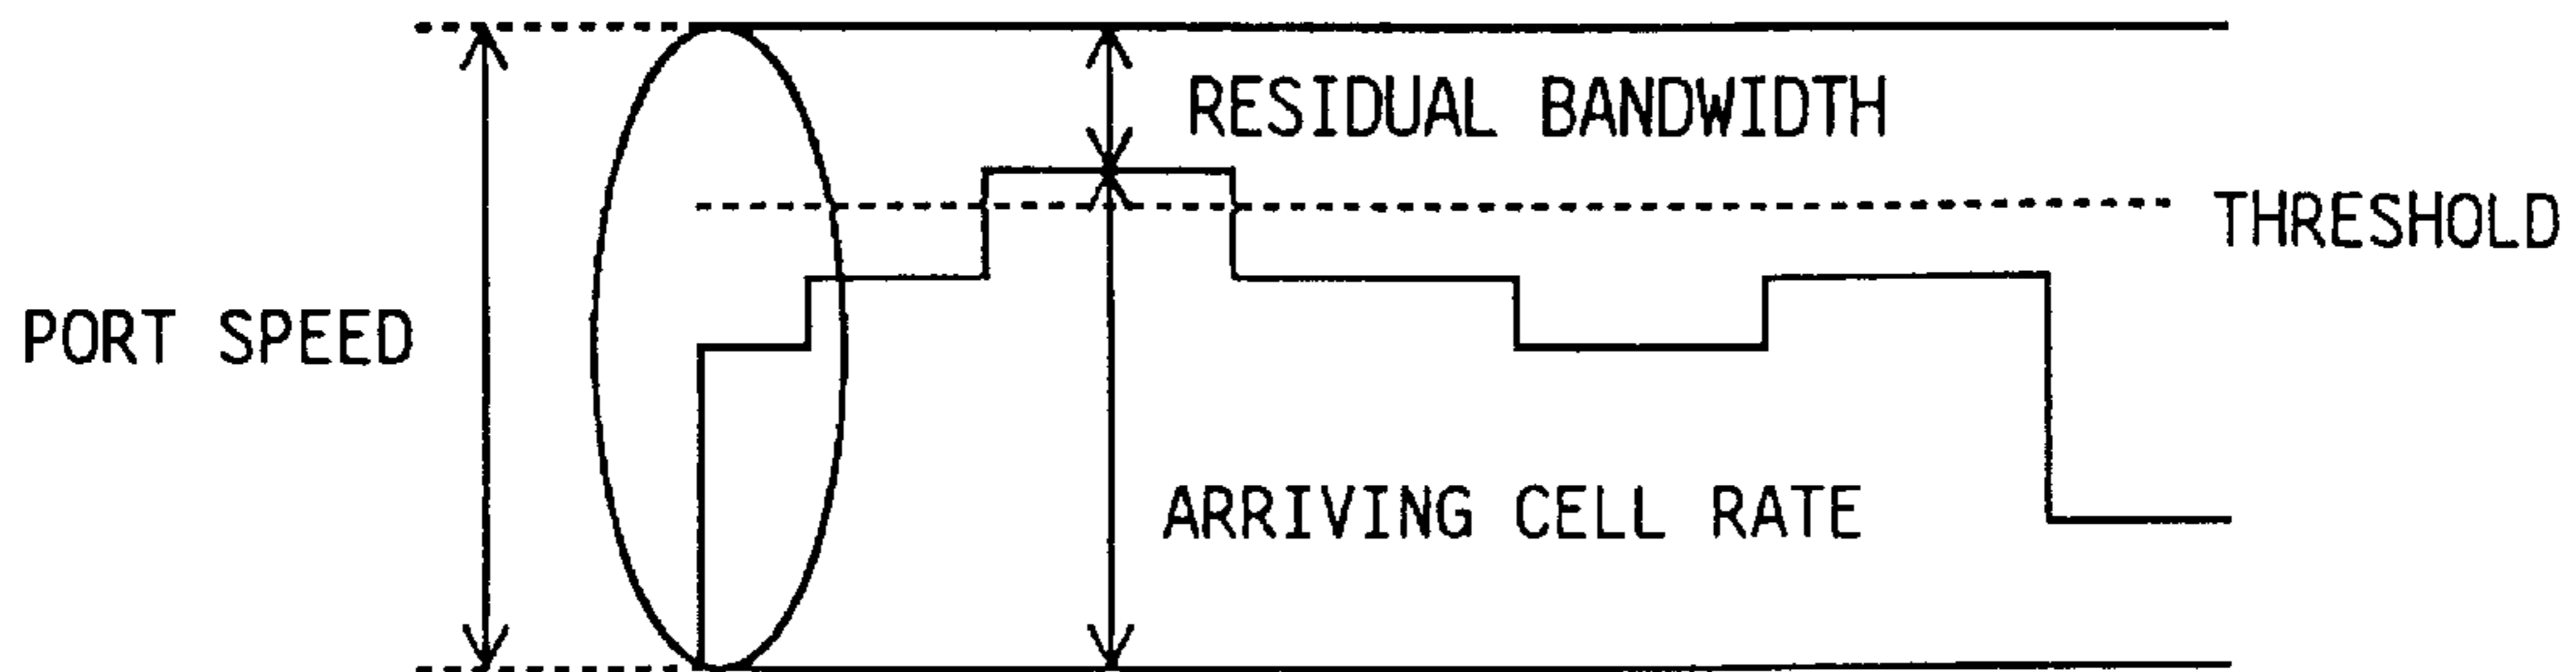 RESIDUAL BANDWIDTH
THRESHOLD
PORT SPEED
ARRIVING CELL RATE